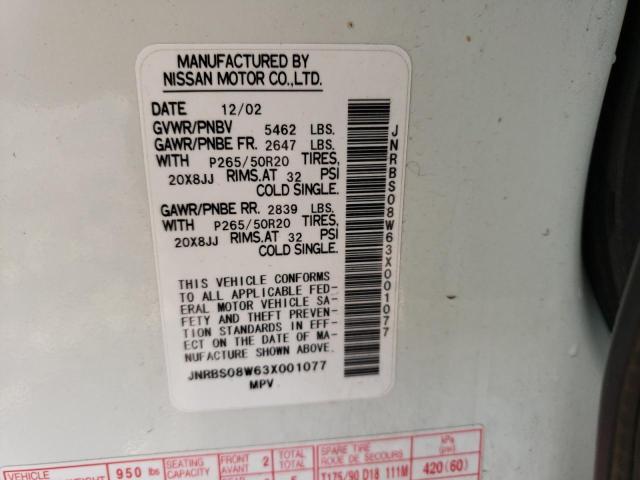 MANUFACTURED BY
NISSAN MOTOR CO.,LTD.
DATE 12/02
GVWR/PNBV 5462 LBS.
GAWR/PNBE FR. 2647 LBS.
WITH P265/50R20 TIRES,
20X8JJ RIMS.AT 32 PSI
COLD SINGLE.
GAWR/PNBE RR. 2839 LBS.
WITH P265/50R20 TIRES,
20X8JJ RIMS.AT 32 PSI
COLD SINGLE.
THIS VEHICLE CONFORMS
TO ALL APPLICABLE FED-
ERAL MOTOR VEHICLE SA-
FETY AND THEFT PREVEN-
TION STANDARDS IN EFF-
ECT ON THE DATE OF MA-
NUFACTURE SHOWN ABOVE.
JNRBS08W63X001077
MPV
JNRBS08W63X001077
VEHICLE 950 lbs SEATING CAPACITY FRONT AVANT 2 TOTAL TOTAL SPARE TIRE ROUE DE SECOURS kPa
T175/90 D18 111M 420(60)